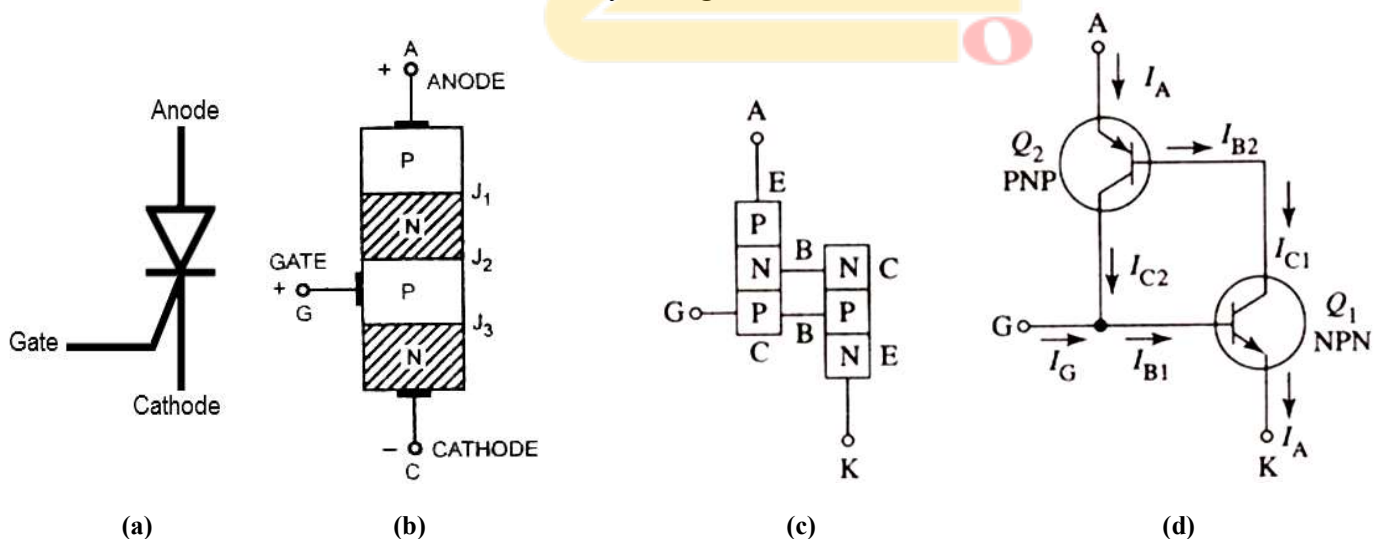 Anode
Gate
Cathode
(a)
A
+ ANODE
P
J1
N
J2
GATE
+
G
P
J3
N
− CATHODE
C
(b)
A
E
P
N B N C
G P B P
C N E
K
(c)
A
IA
Q2
PNP
IB2
IC2
IC1
G
IG
IB1
Q1
NPN
IA
K
(d)